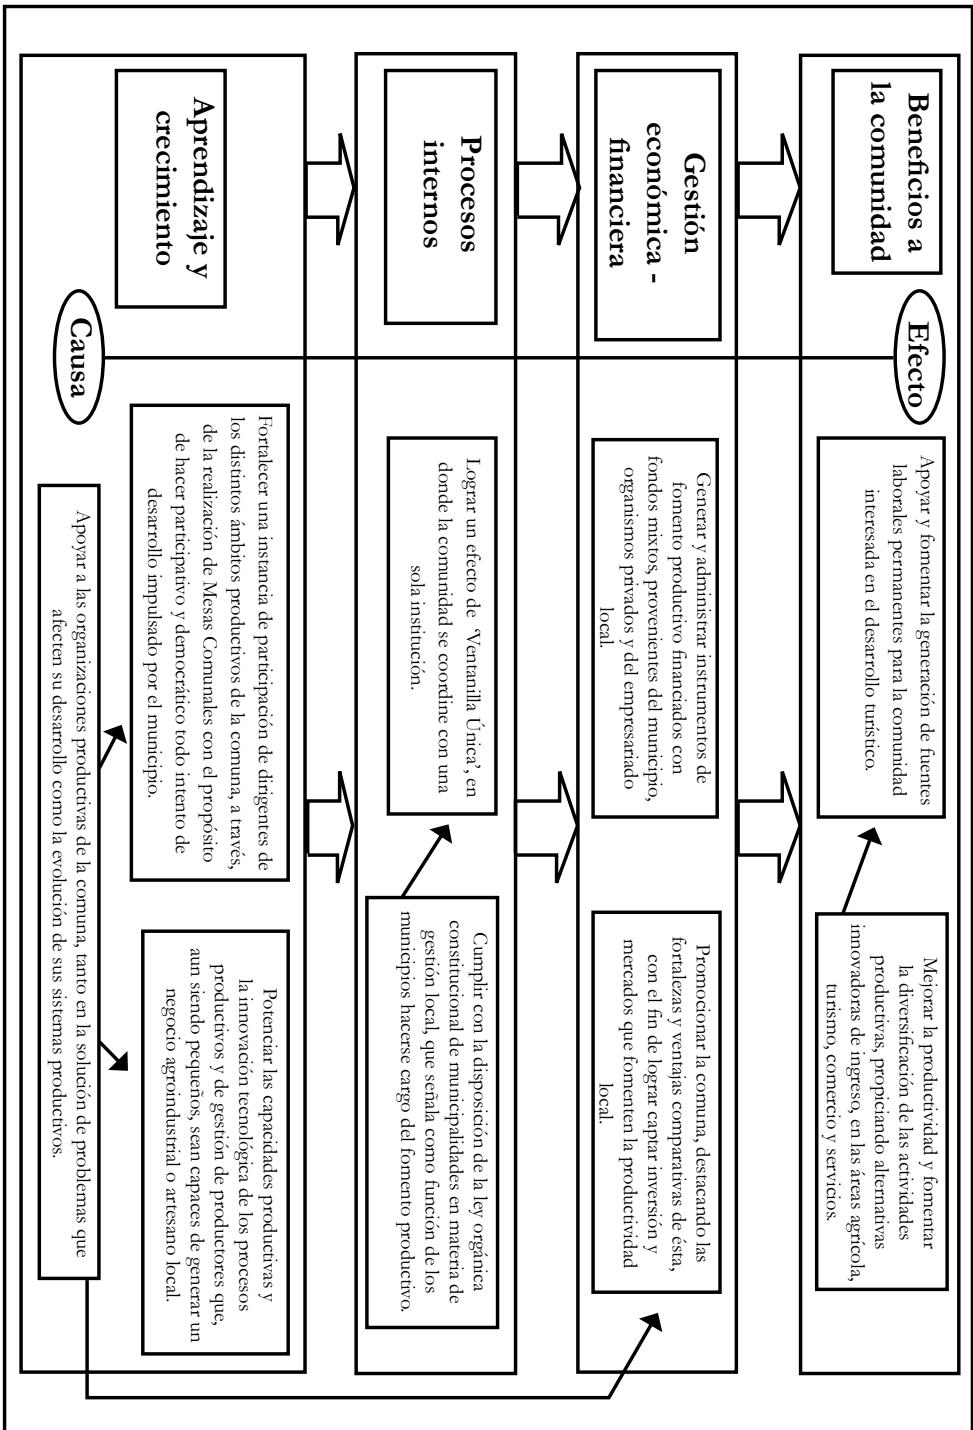 Beneficios a
la comunidad
Efecto
Apoyar y fomentar la generación de fuentes
laborales permanentes para la comunidad
interesada en el desarrollo turístico.
Mejorar la productividad y fomentar
la diversificación de las actividades
productivas, propiciando alternativas
innovadoras de ingreso, en las áreas agrícola,
turismo, comercio y servicios.
Gestión
económica -
financiera
Generar y administrar instrumentos de
fomento productivo financiados con
fondos mixtos, provenientes del municipio,
organismos privados y del empresariado
local.
Promocionar la comuna, destacando las
fortalezas y ventajas comparativas de ésta,
con el fin de lograr captar inversión y
mercados que fomenten la productividad
local.
Procesos
internos
Lograr un efecto de ‘Ventanilla Única’, en
donde la comunidad se coordine con una
sola institución.
Cumplir con la disposición de la ley orgánica
constitucional de municipalidades en materia de
gestión local, que señala como función de los
municipios hacerse cargo del fomento productivo.
Aprendizaje y
crecimiento
Causa
Fortalecer una instancia de participación de dirigentes de
los distintos ámbitos productivos de la comuna, a través,
de la realización de Mesas Comunales con el propósito
de hacer participativo y democrático todo intento de
desarrollo impulsado por el municipio.
Potenciar las capacidades productivas y
la innovación tecnológica de los procesos
productivos y de gestión de productores que,
aun siendo pequeños, sean capaces de generar un
negocio agroindustrial o artesano local.
Apoyar a las organizaciones productivas de la comuna, tanto en la solución de problemas que
afecten su desarrollo como la evolución de sus sistemas productivos.